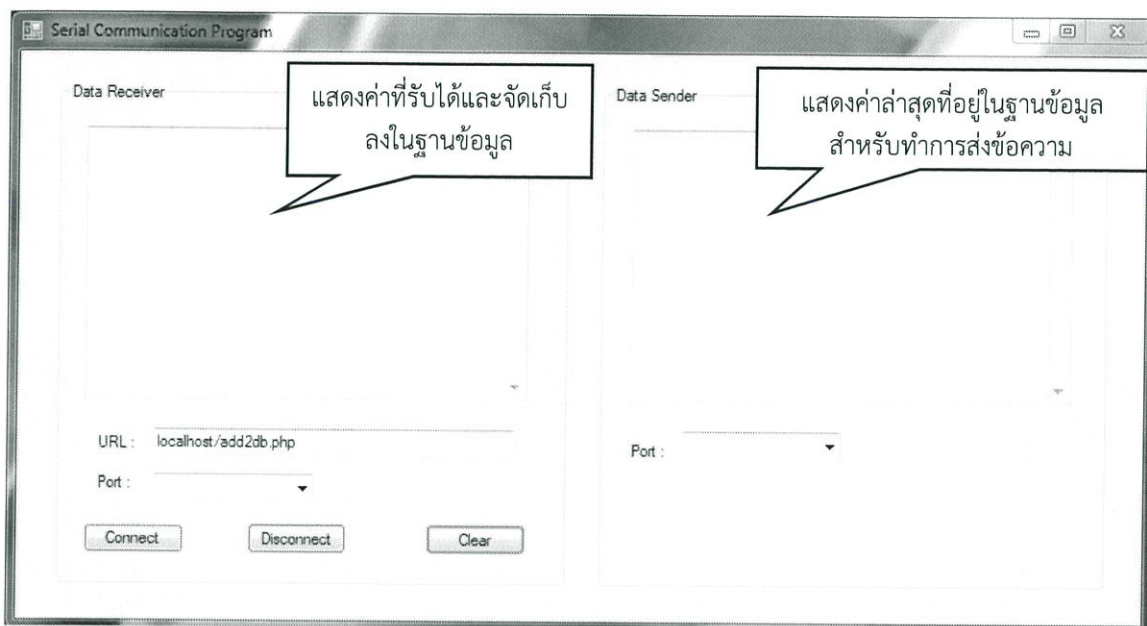 Serial Communication Program
Data Receiver
แสดงค่าที่รับได้และจัดเก็บ
ลงในฐานข้อมูล
URL : localhost/add2db.php
Port :
Connect Disconnect Clear
Data Sender
แสดงค่าล่าสุดที่อยู่ในฐานข้อมูล
สำหรับทำการส่งข้อความ
Port :